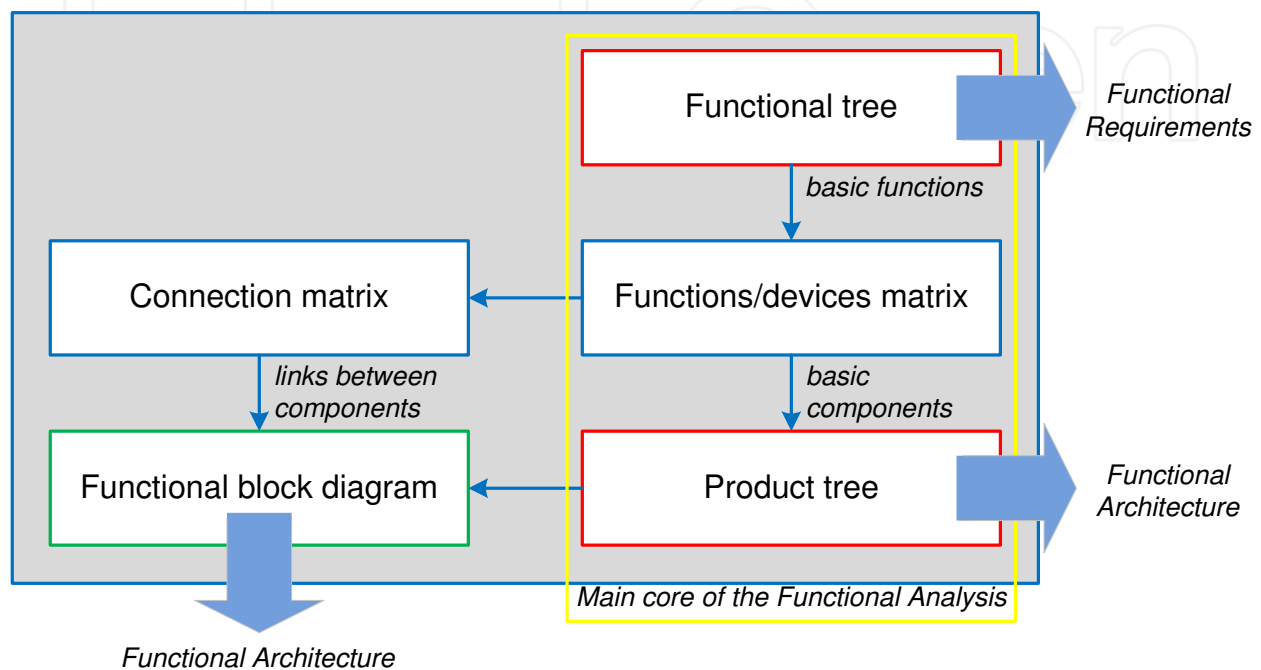 Functional tree
Functional
Requirements
basic functions
Connection matrix
Functions/devices matrix
links between
components
basic
components
Functional block diagram
Product tree
Functional
Architecture
Main core of the Functional Analysis
Functional Architecture